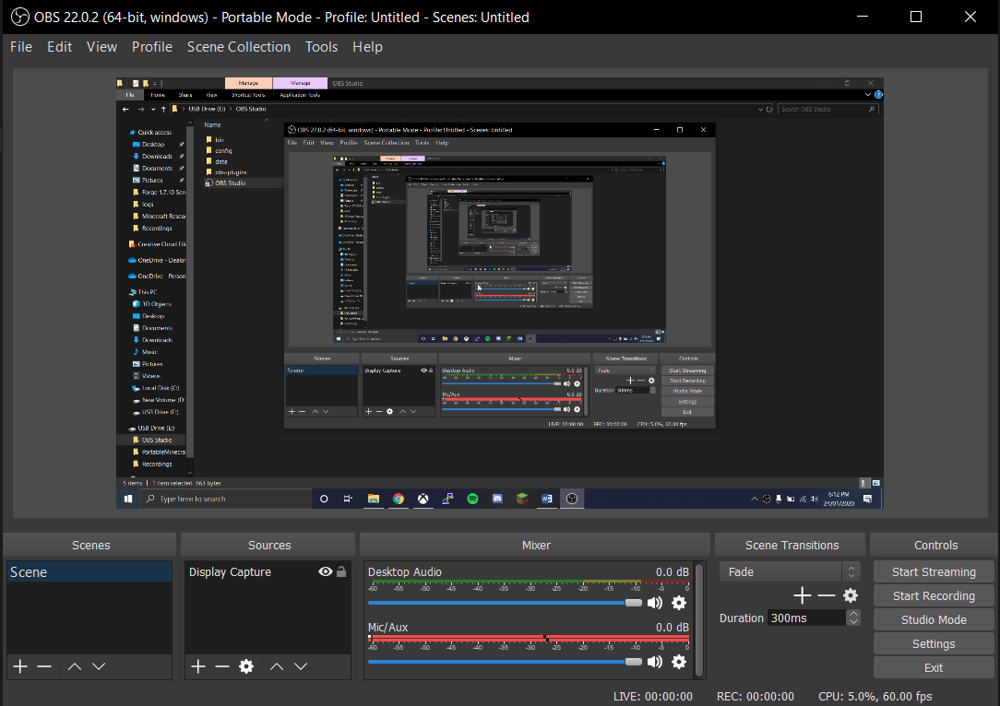 OBS 22.0.2 (64-bit, windows) - Portable Mode - Profile: Untitled - Scenes: Untitled
File Edit View Profile Scene Collection Tools Help
Manage Manage OBS Studio
File Home Share View Shortcut Tools Application Tools
USB Drive (E:) > OBS Studio Search OBS Studio
Name
Quick access
Desktop
Downloads
Documents
Pictures
Forge 1.7.10 Serv
logs
Minecraft Resea
Recordings
Creative Cloud File
OneDrive - Deakin
OneDrive - Person
This PC
3D Objects
Desktop
Documents
Downloads
Music
Pictures
Videos
Local Disk (C:)
New Volume (D
USB Drive (E:)
USB Drive (E:)
OBS Studio
PortableMinecra
Recordings
bin
config
data
obs-plugins
OBS Studio
5 items 1 item selected 663 bytes
OBS 22.0.2 (64-bit, windows) - Portable Mode - Profile: Untitled - Scenes: Untitled
File Edit View Profile Scene Collection Tools Help
Scenes Sources Mixer Scene Transitions Controls
Scene
Display Capture
Desktop Audio 0.0 dB
Mic/Aux 0.0 dB
Fade
Duration 300ms
Start Streaming
Start Recording
Studio Mode
Settings
Exit
LIVE: 00:00:00 REC: 00:00:00 CPU: 5.0%, 60.00 fps
Type here to search
6:12 PM
24/01/2020
Scenes Sources Mixer Scene Transitions Controls
Scene
Display Capture
Desktop Audio 0.0 dB
-60 -55 -50 -45 -40 -35 -30 -25 -20 -15 -10 -5 0
Mic/Aux 0.0 dB
-60 -55 -50 -45 -40 -35 -30 -25 -20 -15 -10 -5 0
Fade
Duration 300ms
Start Streaming
Start Recording
Studio Mode
Settings
Exit
LIVE: 00:00:00 REC: 00:00:00 CPU: 5.0%, 60.00 fps